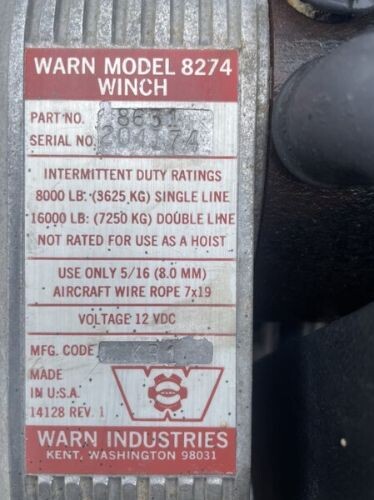 WARN MODEL 8274
WINCH
PART NO. 8631
SERIAL NO.
INTERMITTENT DUTY RATINGS
8000 LB. (3625 KG) SINGLE LINE
16000 LB: (7250 KG) DOUBLE LINE
NOT RATED FOR USE AS A HOIST
USE ONLY 5/16 (8.0 MM)
AIRCRAFT WIRE ROPE 7x19
VOLTAGE 12 VDC
MFG. CODE
MADE
IN U.S.A.
14128 REV. 1
WARN INDUSTRIES
KENT, WASHINGTON 98031